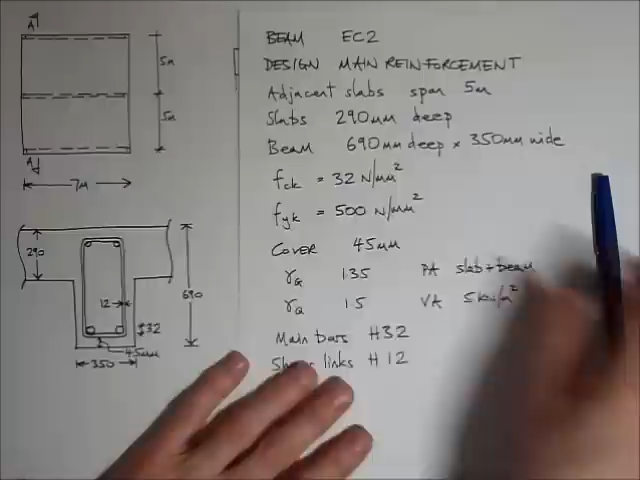 A
5m
5m
A
7m
290
690
12
32
45mm
350
BEAM EC2
DESIGN MAIN REINFORCEMENT
Adjacent slabs span 5m
Slabs 290mm deep
Beam 690mm deep × 350mm wide
fck = 32 N/mm²
fyk = 500 N/mm²
COVER 45mm
γG 1.35 PA slab + beam
γQ 1.5 VA 5kN/m²
Main bars H32
links H12